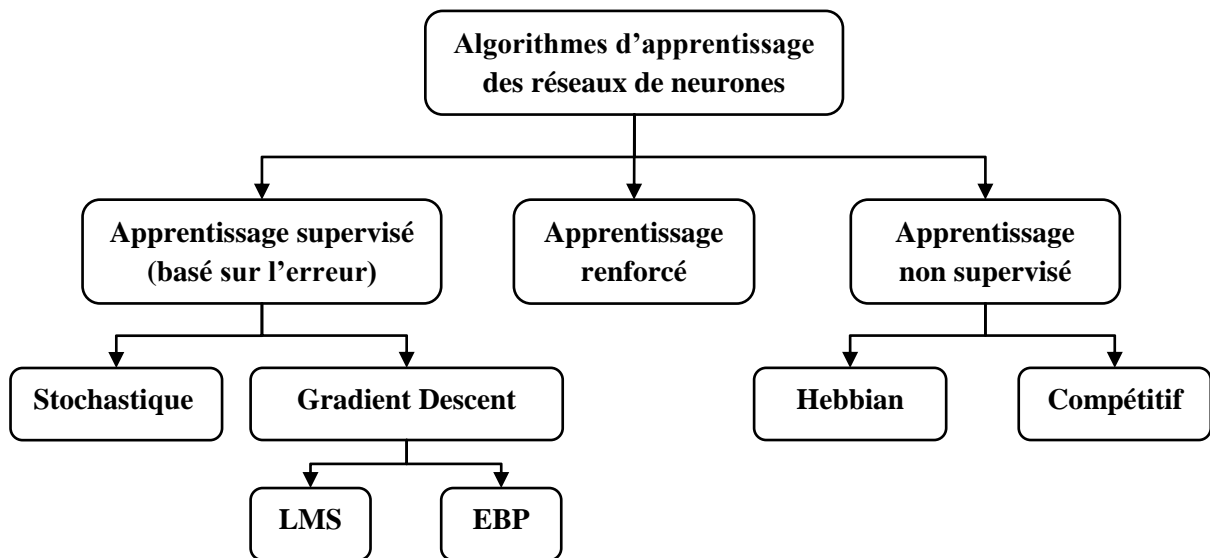 Algorithmes d’apprentissage
des réseaux de neurones
Apprentissage supervisé
(basé sur l’erreur)
Apprentissage
renforcé
Apprentissage
non supervisé
Stochastique
Gradient Descent
Hebbian
Compétitif
LMS
EBP